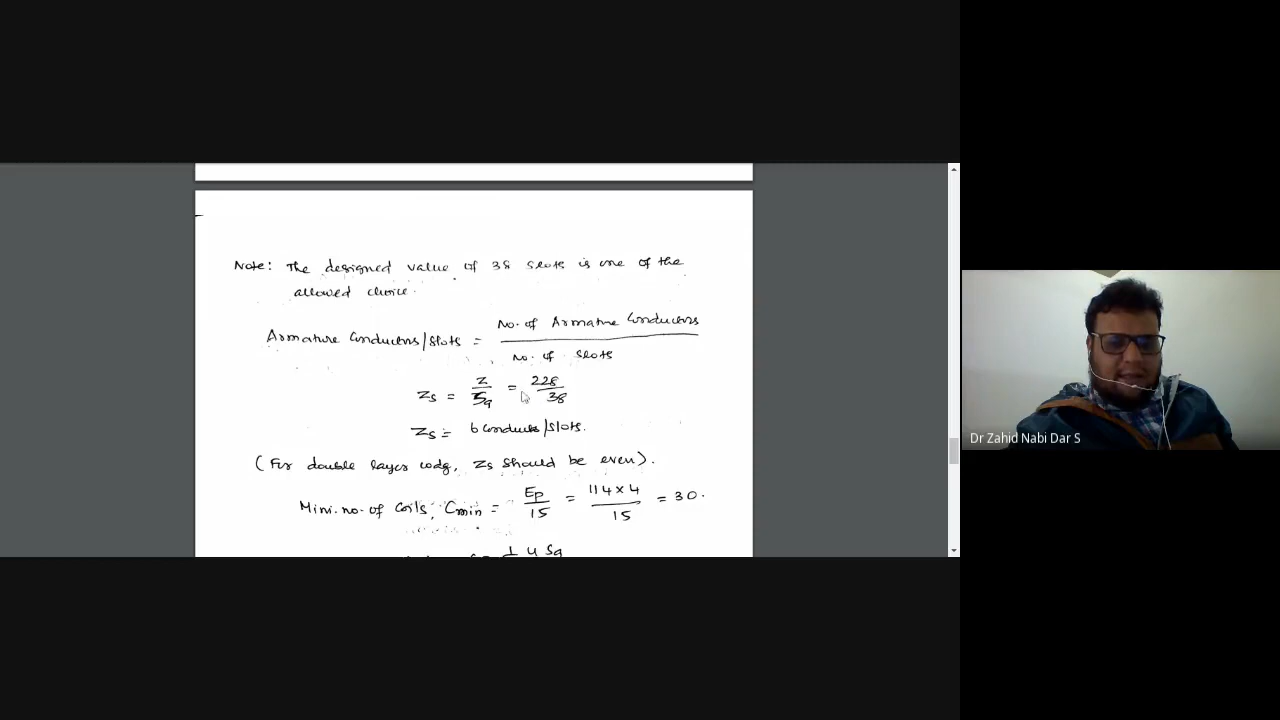 Note: The designed value of 38 slots is one of the
allowed choice.
Armature Conductors/slots = No. of Armature Conductors / No. of slots
Zs = Z / Sa = 228 / 38
Zs = 6 Conductors/slots.
(For double layer wdg, Zs should be even).
Mini. no. of coils, Cmin = Ep / 15 = 114 x 4 / 15 = 30.
1 u Sa
Dr Zahid Nabi Dar S